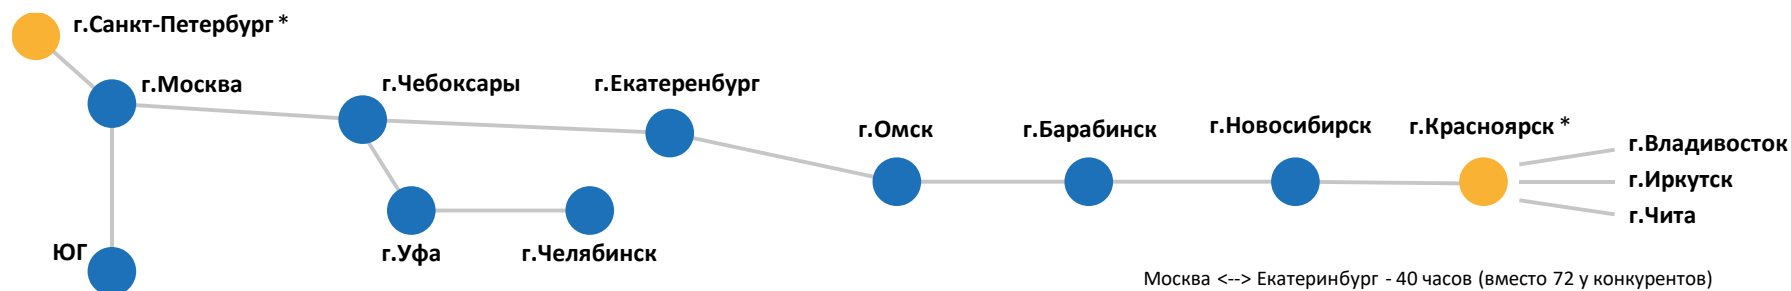 г.Санкт-Петербург *
г.Москва
г.Чебоксары
г.Екатеренбург
г.Омск
г.Барабинск
г.Новосибирск
г.Красноярск *
г.Владивосток
г.Иркутск
г.Чита
ЮГ
г.Уфа
г.Челябинск
Москва <--> Екатеринбург - 40 часов (вместо 72 у конкурентов)